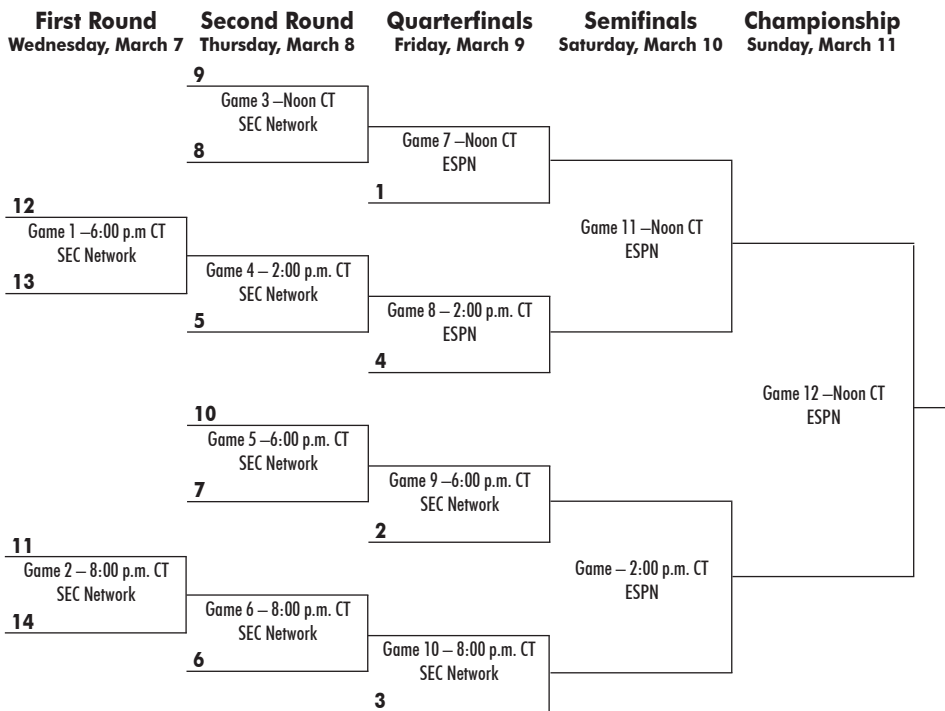 First Round
Wednesday, March 7
Second Round
Thursday, March 8
Quarterfinals
Friday, March 9
Semifinals
Saturday, March 10
Championship
Sunday, March 11
9
Game 3 –Noon CT
SEC Network
8
Game 7 –Noon CT
ESPN
1
12
Game 1 –6:00 p.m CT
SEC Network
13
Game 4 – 2:00 p.m. CT
SEC Network
5
Game 8 – 2:00 p.m. CT
ESPN
4
Game 11 –Noon CT
ESPN
Game 12 –Noon CT
ESPN
10
Game 5 –6:00 p.m. CT
SEC Network
7
Game 9 –6:00 p.m. CT
SEC Network
2
11
Game 2 – 8:00 p.m. CT
SEC Network
14
Game 6 – 8:00 p.m. CT
SEC Network
6
Game 10 – 8:00 p.m. CT
SEC Network
3
Game – 2:00 p.m. CT
ESPN